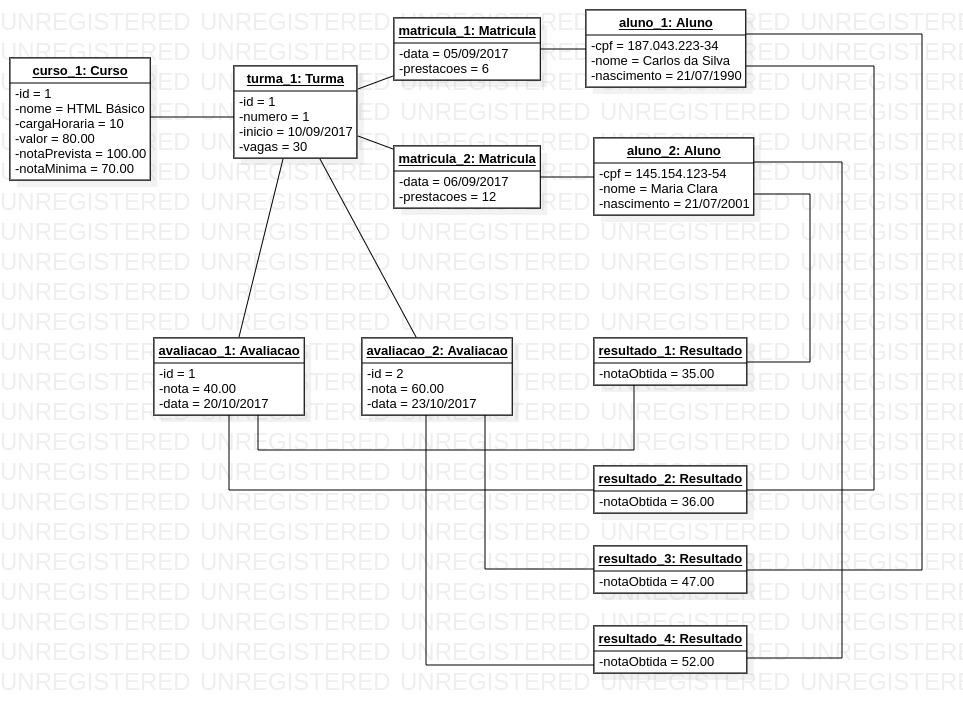 curso_1: Curso
-id = 1
-nome = HTML Básico
-cargaHoraria = 10
-valor = 80.00
-notaPrevista = 100.00
-notaMinima = 70.00
turma_1: Turma
-id = 1
-numero = 1
-inicio = 10/09/2017
-vagas = 30
matricula_1: Matricula
-data = 05/09/2017
-prestacoes = 6
aluno_1: Aluno
-cpf = 187.043.223-34
-nome = Carlos da Silva
-nascimento = 21/07/1990
matricula_2: Matricula
-data = 06/09/2017
-prestacoes = 12
aluno_2: Aluno
-cpf = 145.154.123-54
-nome = Maria Clara
-nascimento = 21/07/2001
avaliacao_1: Avaliacao
-id = 1
-nota = 40.00
-data = 20/10/2017
avaliacao_2: Avaliacao
-id = 2
-nota = 60.00
-data = 23/10/2017
resultado_1: Resultado
-notaObtida = 35.00
resultado_2: Resultado
-notaObtida = 36.00
resultado_3: Resultado
-notaObtida = 47.00
resultado_4: Resultado
-notaObtida = 52.00
UNREGISTERED